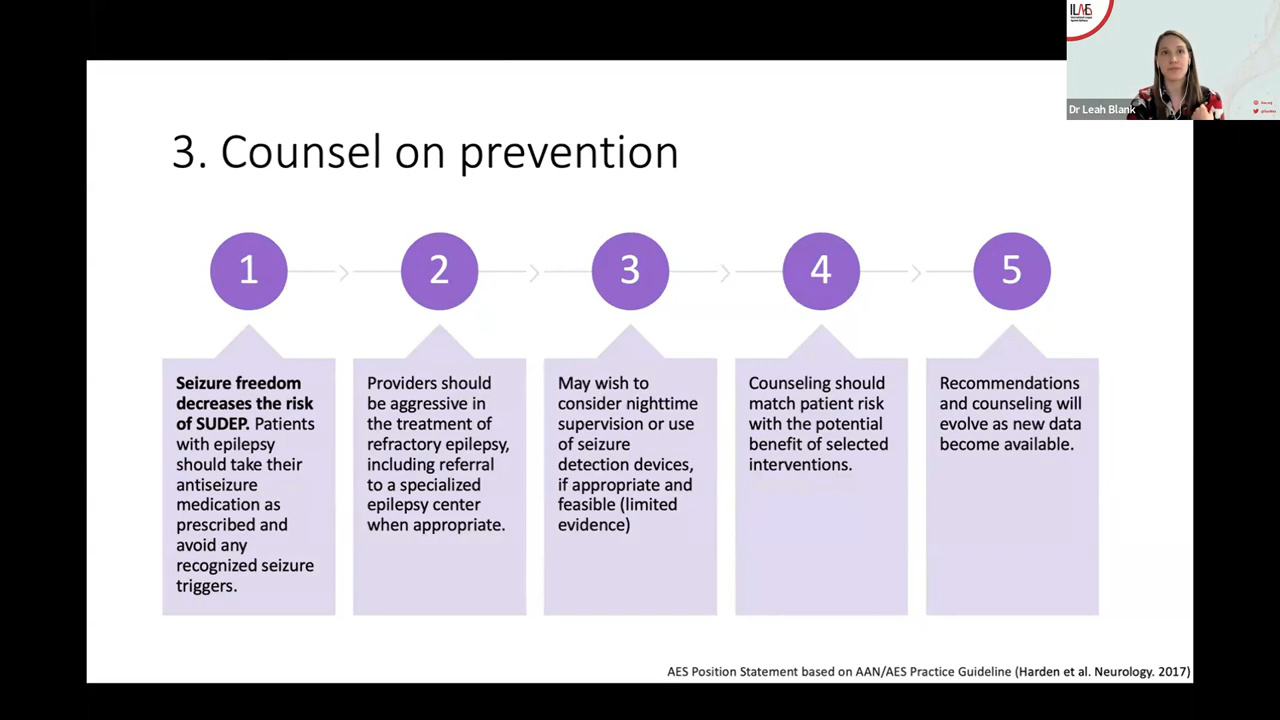 ILAE
Dr Leah Blank
3. Counsel on prevention
1
2
3
4
5
Seizure freedom
decreases the risk
of SUDEP. Patients
with epilepsy
should take their
antiseizure
medication as
prescribed and
avoid any
recognized seizure
triggers.
Providers should
be aggressive in
the treatment of
refractory epilepsy,
including referral
to a specialized
epilepsy center
when appropriate.
May wish to
consider nighttime
supervision or use
of seizure
detection devices,
if appropriate and
feasible (limited
evidence)
Counseling should
match patient risk
with the potential
benefit of selected
interventions.
Recommendations
and counseling will
evolve as new data
become available.
AES Position Statement based on AAN/AES Practice Guideline (Harden et al. Neurology. 2017)